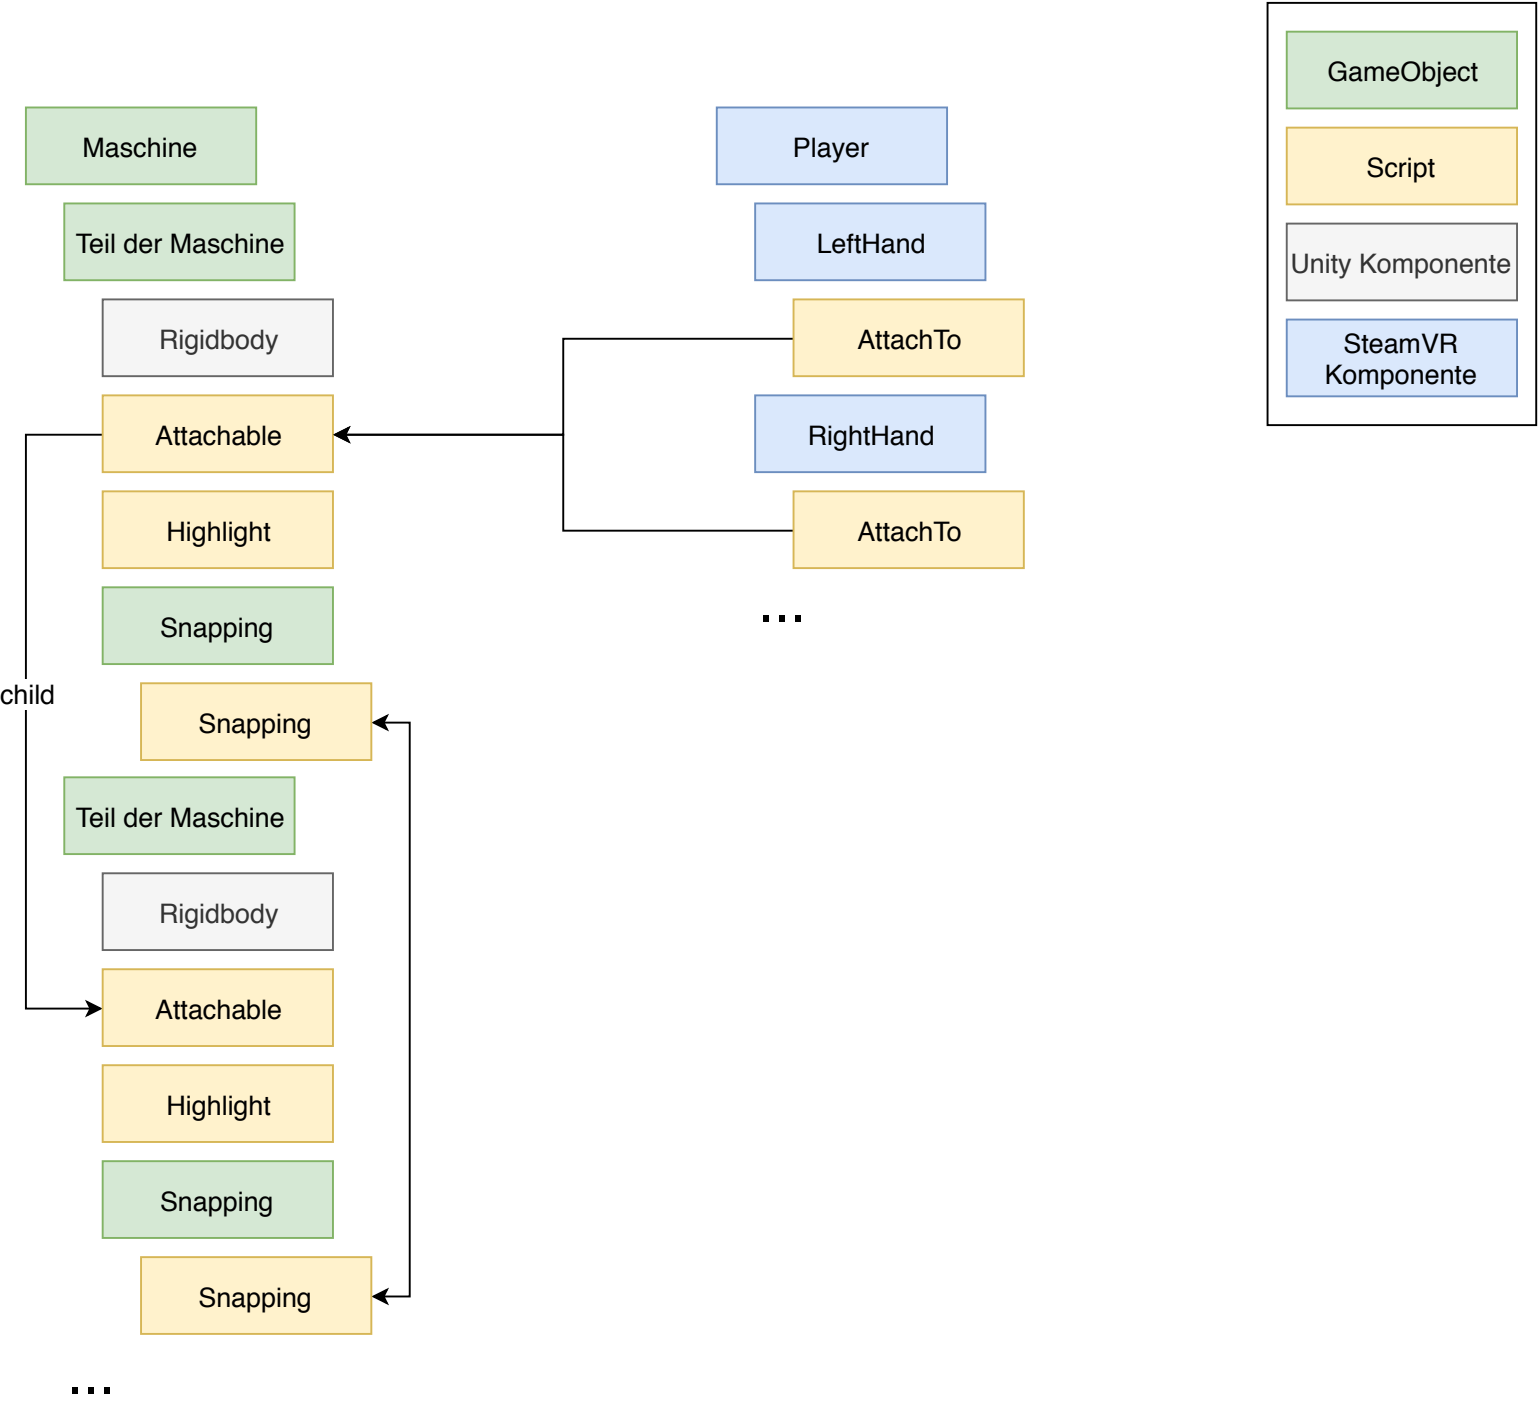 Maschine
Teil der Maschine
Rigidbody
Attachable
Highlight
Snapping
child
Snapping
Teil der Maschine
Rigidbody
Attachable
Highlight
Snapping
Snapping
...
Player
LeftHand
AttachTo
RightHand
AttachTo
...
GameObject
Script
Unity Komponente
SteamVR
Komponente